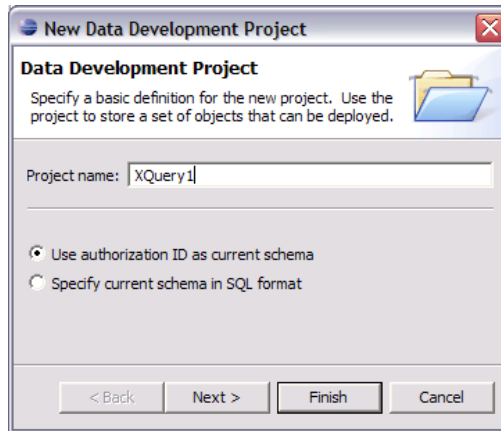 New Data Development Project
Data Development Project
Specify a basic definition for the new project. Use the
project to store a set of objects that can be deployed.
Project name: XQuery1
Use authorization ID as current schema
Specify current schema in SQL format
< Back Next > Finish Cancel